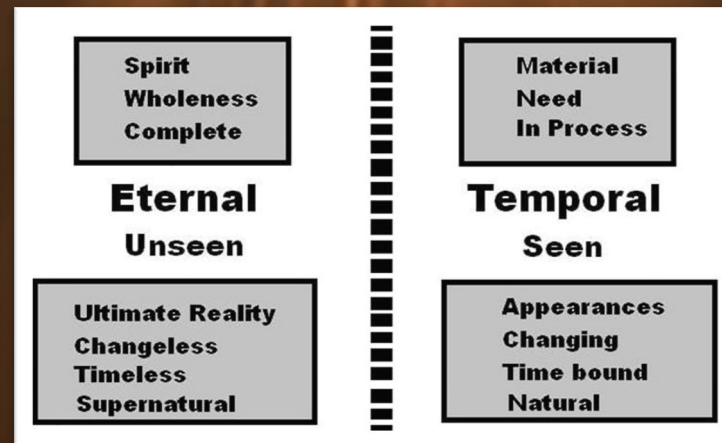 Spirit
Wholeness
Complete
Eternal
Unseen
Ultimate Reality
Changeless
Timeless
Supernatural
Material
Need
In Process
Temporal
Seen
Appearances
Changing
Time bound
Natural